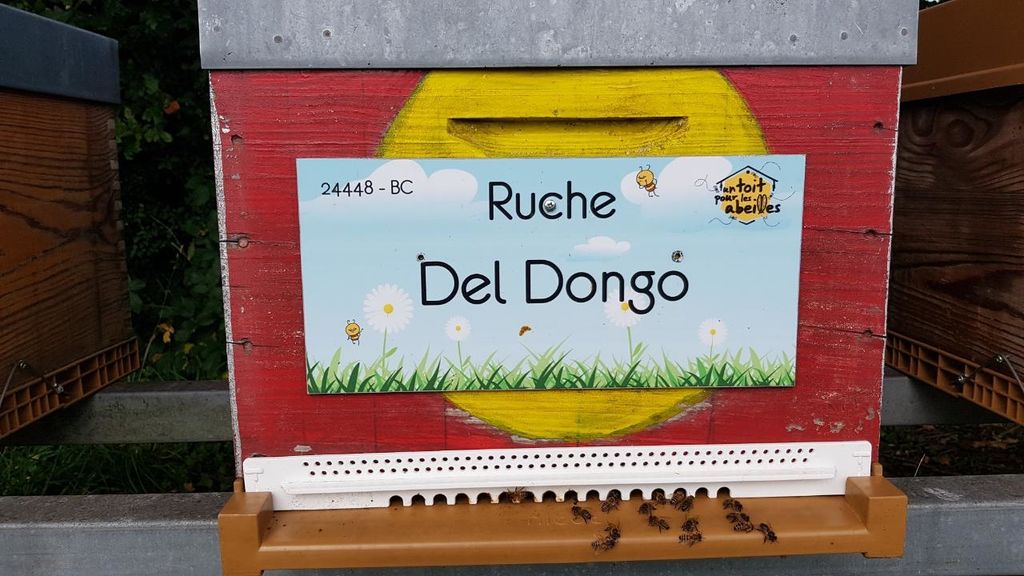 24448 - BC
Ruche
un toit
pour les
abeilles
Del Dongo